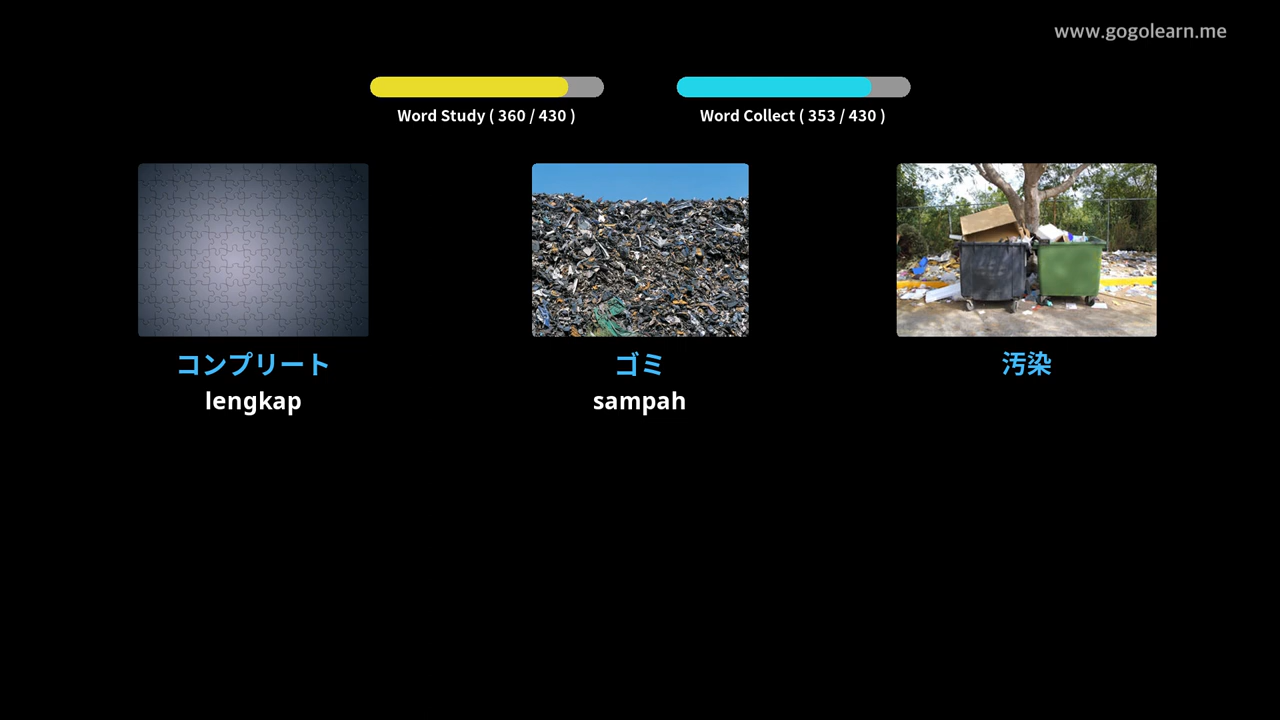 www.gogolearn.me
Word Study ( 360 / 430 )
Word Collect ( 353 / 430 )
コンプリート
lengkap
ゴミ
sampah
汚染